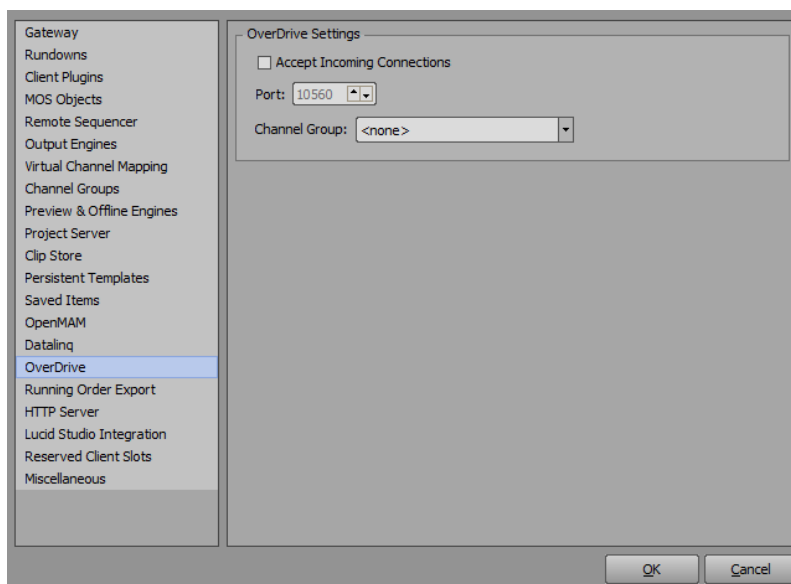 Gateway
Rundowns
Client Plugins
MOS Objects
Remote Sequencer
Output Engines
Virtual Channel Mapping
Channel Groups
Preview & Offline Engines
Project Server
Clip Store
Persistent Templates
Saved Items
OpenMAM
Datalinq
OverDrive
Running Order Export
HTTP Server
Lucid Studio Integration
Reserved Client Slots
Miscellaneous
OverDrive Settings
Accept Incoming Connections
Port: 10560
Channel Group: <none>
OK Cancel